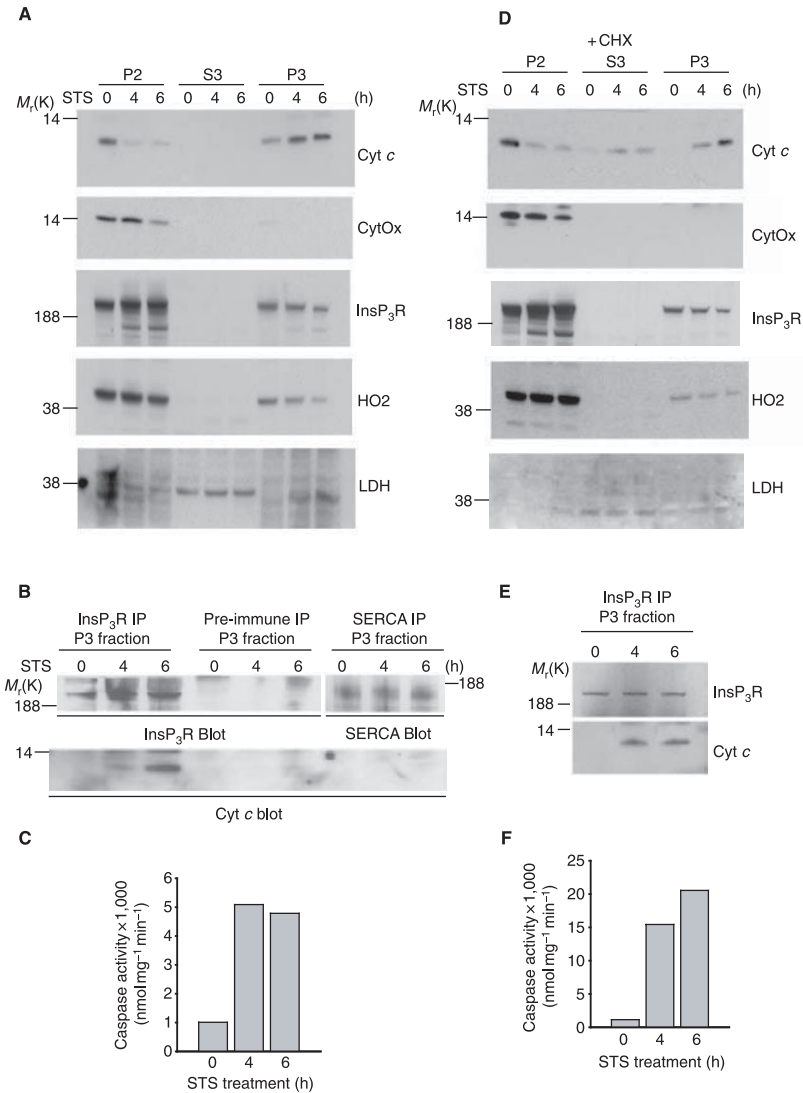 A
P2 S3 P3
STS 0 4 6 0 4 6 0 4 6 (h)
Mr(K)
14
Cyt c
14
CytOx
188
InsP3R
38
HO2
38
LDH
D
+ CHX
P2 S3 P3
STS 0 4 6 0 4 6 0 4 6 (h)
Mr(K)
14
Cyt c
14
CytOx
188
InsP3R
38
HO2
38
LDH
B
InsP3R IP Pre-immune IP SERCA IP
P3 fraction P3 fraction P3 fraction
STS 0 4 6 0 4 6 0 4 6 (h)
Mr(K)
188
188
InsP3R Blot SERCA Blot
14
Cyt c blot
E
InsP3R IP
P3 fraction
0 4 6
Mr(K)
188
InsP3R
14
Cyt c
C
Caspase activity × 1,000
(nmol mg−1 min−1)
6
5
4
3
2
1
0
0 4 6
STS treatment (h)
F
Caspase activity × 1,000
(nmol mg−1 min−1)
25
20
15
10
5
0
0 4 6
STS treatment (h)